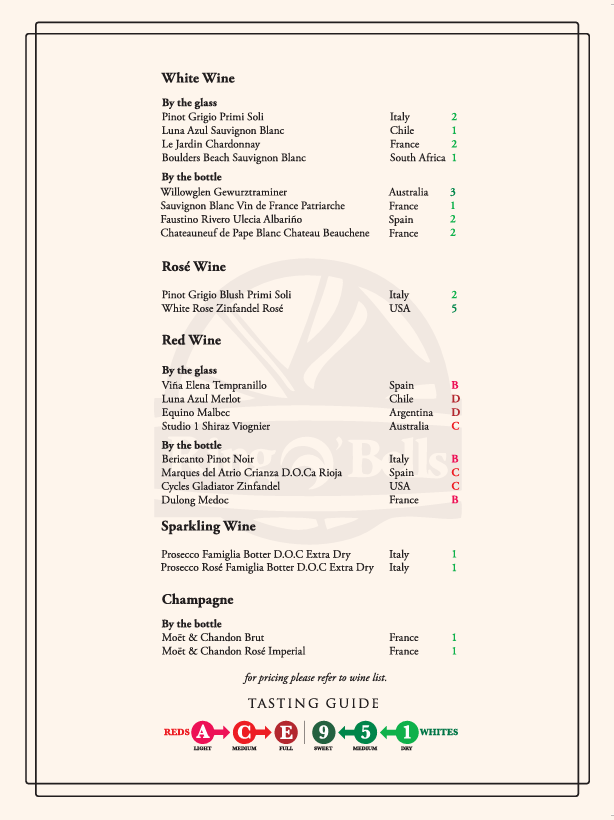 White Wine
By the glass
Pinot Grigio Primi Soli Italy 2
Luna Azul Sauvignon Blanc Chile 1
Le Jardin Chardonnay France 2
Boulders Beach Sauvignon Blanc South Africa 1
By the bottle
Willowglen Gewurztraminer Australia 3
Sauvignon Blanc Vin de France Patriarche France 1
Faustino Rivero Ulecia Albariño Spain 2
Chateauneuf de Pape Blanc Chateau Beauchene France 2
Rosé Wine
Pinot Grigio Blush Primi Soli Italy 2
White Rose Zinfandel Rosé USA 5
Red Wine
By the glass
Viña Elena Tempranillo Spain B
Luna Azul Merlot Chile D
Equino Malbec Argentina D
Studio 1 Shiraz Viognier Australia C
By the bottle
Bericanto Pinot Noir Italy B
Marques del Atrio Crianza D.O.Ca Rioja Spain C
Cycles Gladiator Zinfandel USA C
Dulong Medoc France B
Sparkling Wine
Prosecco Famiglia Botter D.O.C Extra Dry Italy 1
Prosecco Rosé Famiglia Botter D.O.C Extra Dry Italy 1
Champagne
By the bottle
Moët & Chandon Brut France 1
Moët & Chandon Rosé Imperial France 1
for pricing please refer to wine list.
TASTING GUIDE
REDS A C E 9 5 1 WHITES
LIGHT MEDIUM FULL SWEET MEDIUM DRY